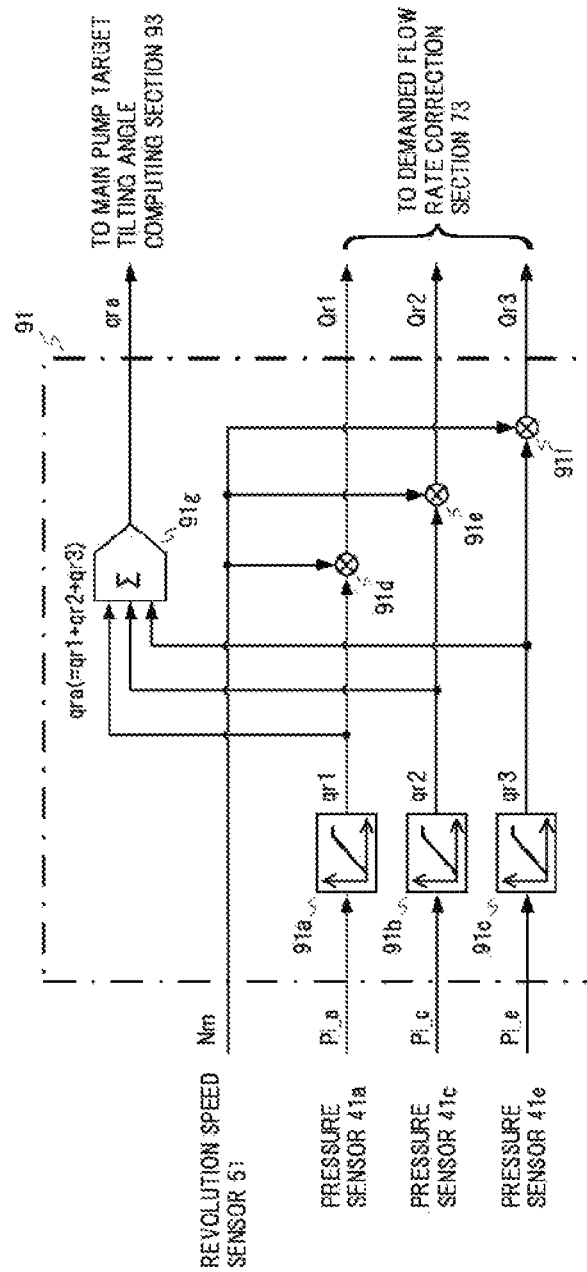 REVOLUTION SPEED
SENSOR 51
Nm
PRESSURE
SENSOR 41a
Pi_a
PRESSURE
SENSOR 41c
Pi_c
PRESSURE
SENSOR 41e
Pi_e
91
91a
91b
91c
qr1
qr2
qr3
qra(=qr1+qr2+qr3)
Σ
91g
91d
91e
91f
qra
TO MAIN PUMP TARGET
TILTING ANGLE
COMPUTING SECTION 93
Qr1
Qr2
Qr3
TO DEMANDED FLOW
RATE CORRECTION
SECTION 73